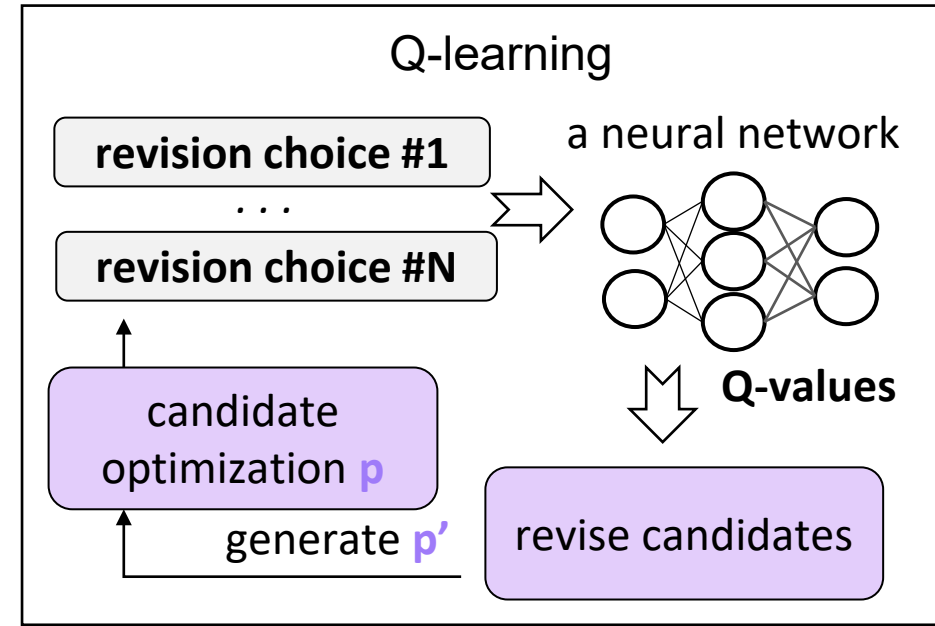 Q-learning
revision choice #1
. . .
revision choice #N
a neural network
Q-values
candidate
optimization p
generate p’
revise candidates